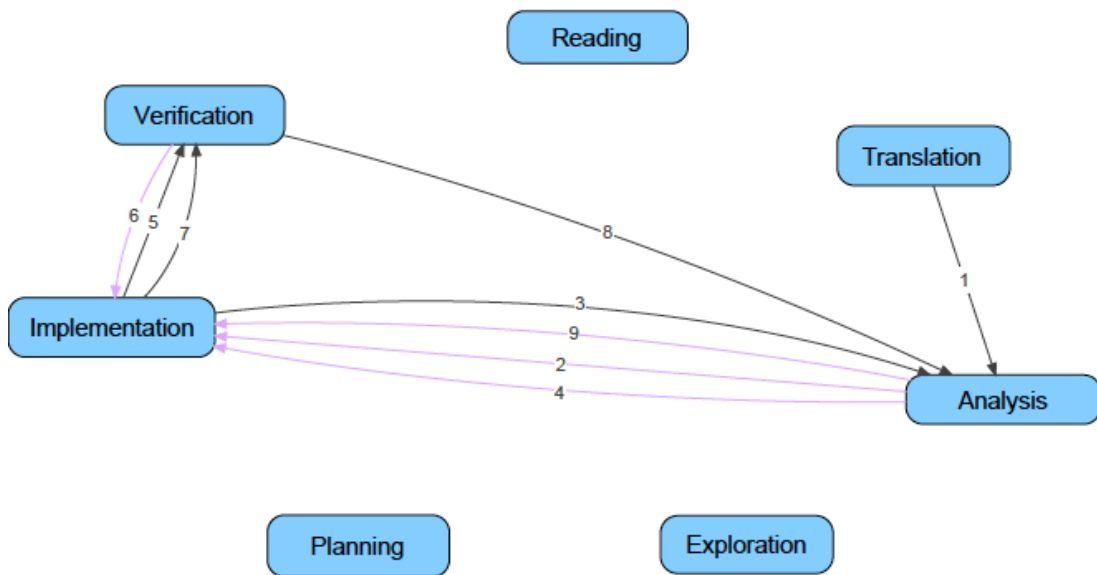 Reading
Verification
Translation
6
5
7
8
1
3
9
2
4
Implementation
Analysis
Planning
Exploration